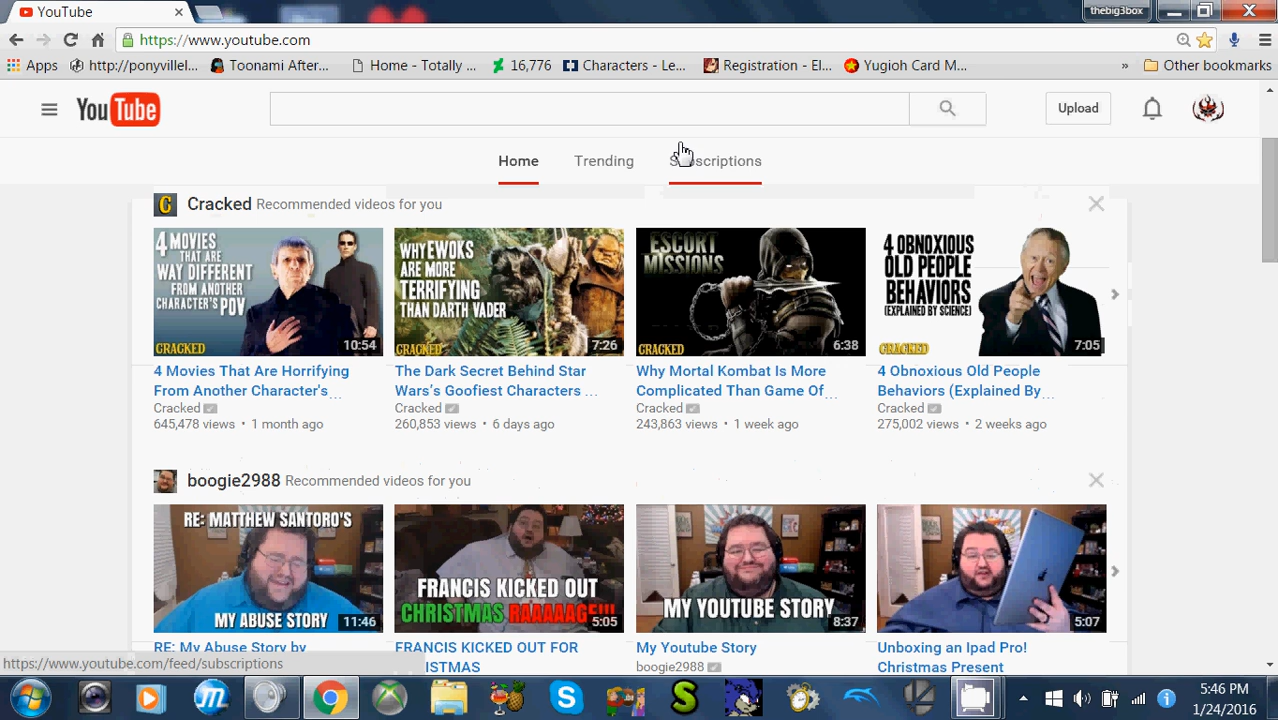 YouTube
thebig3box
https://www.youtube.com
Apps http://ponyvillel... Toonami After... Home - Totally ... 16,776 Characters - Le... Registration - El... Yugioh Card M... » Other bookmarks
YouTube
Upload
Home Trending Subscriptions
Cracked Recommended videos for you
4 MOVIES
THAT ARE
WAY DIFFERENT
FROM ANOTHER
CHARACTER'S
POV
CRACKED
10:54
WHY EWOKS
ARE MORE
TERRIFYING
THAN DARTH VADER
CRACKED
7:26
ESCORT
MISSIONS
CRACKED
6:38
4 OBNOXIOUS
OLD PEOPLE
BEHAVIORS
(EXPLAINED BY SCIENCE)
CRACKED
7:05
4 Movies That Are Horrifying
From Another Character's...
Cracked
645,478 views • 1 month ago
The Dark Secret Behind Star
Wars's Goofiest Characters ...
Cracked
260,853 views • 6 days ago
Why Mortal Kombat Is More
Complicated Than Game Of...
Cracked
243,863 views • 1 week ago
4 Obnoxious Old People
Behaviors (Explained By...
Cracked
275,002 views • 2 weeks ago
boogie2988 Recommended videos for you
RE: MATTHEW SANTORO'S
MY ABUSE STORY
11:46
FRANCIS KICKED OUT
CHRISTMAS RAAAAGE!!!
5:05
MY YOUTUBE STORY
8:37
5:07
RE: My Abuse Story by
FRANCIS KICKED OUT FOR
CHRISTMAS
My Youtube Story
boogie2988
Unboxing an Ipad Pro!
Christmas Present
https://www.youtube.com/feed/subscriptions
5:46 PM
1/24/2016